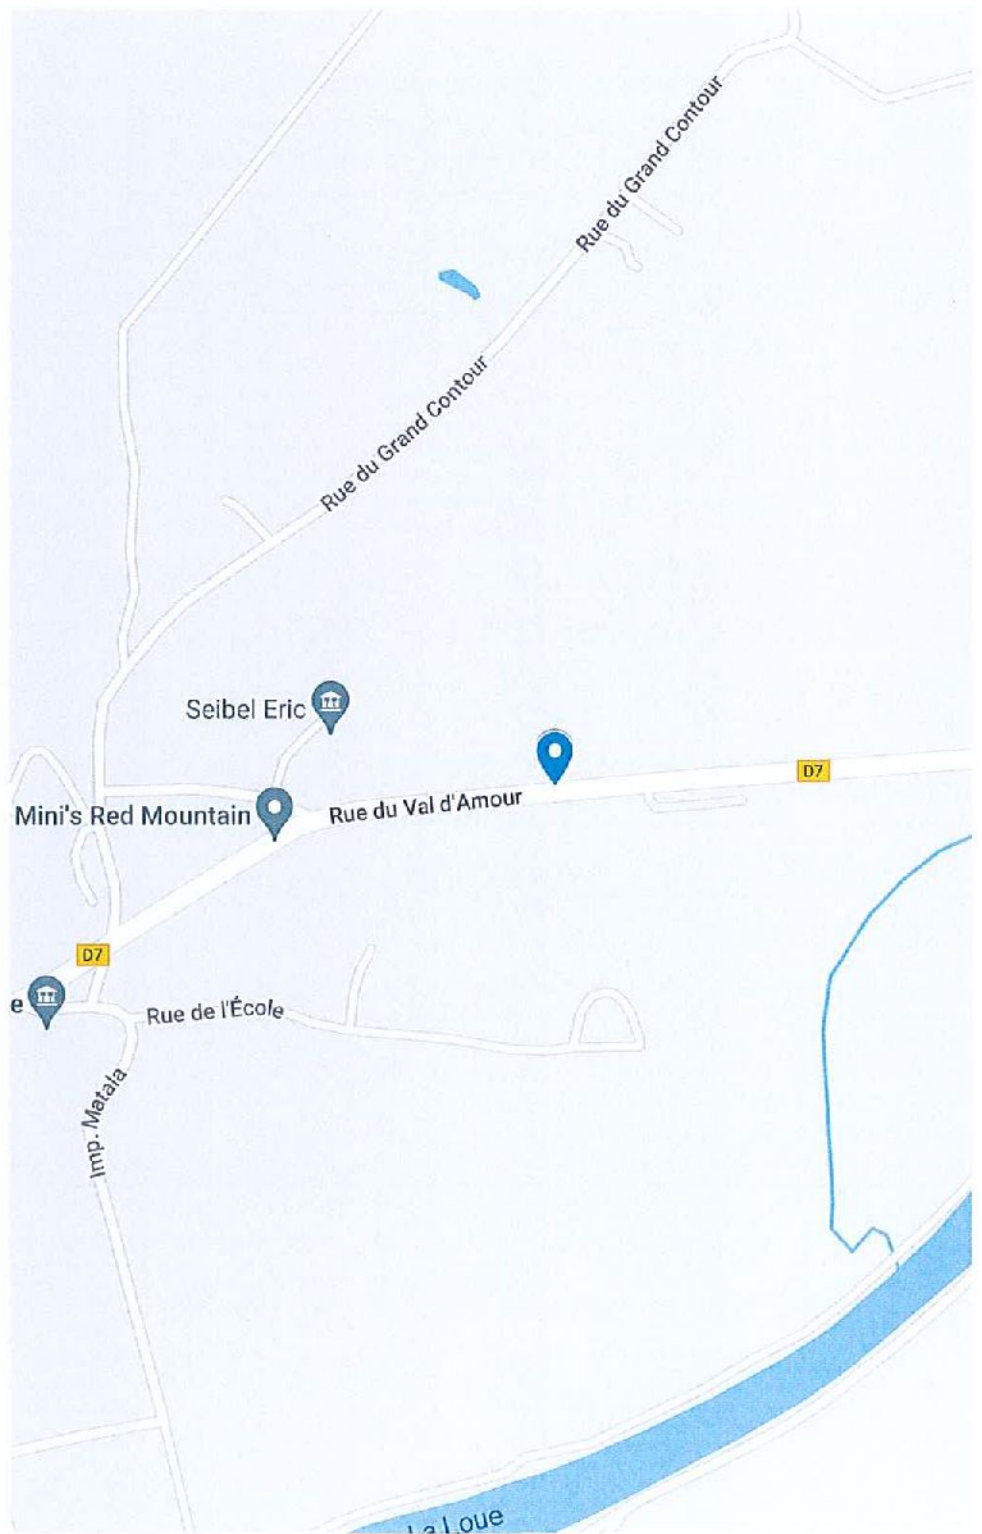 Rue du Grand Contour
Rue du Grand Contour
Seibel Eric
D7
Mini's Red Mountain
Rue du Val d'Amour
D7
e
Rue de l'École
Imp. Matala
La Loue